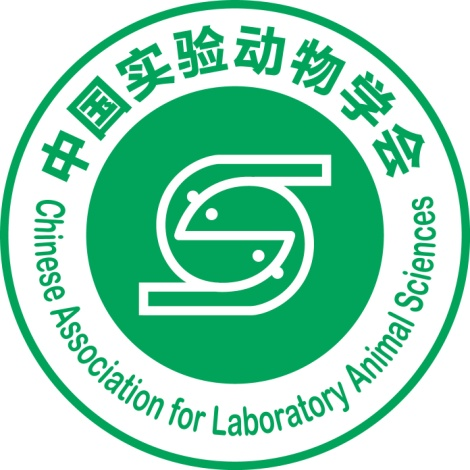 中国实验动物学会
Chinese Association for Laboratory Animal Sciences